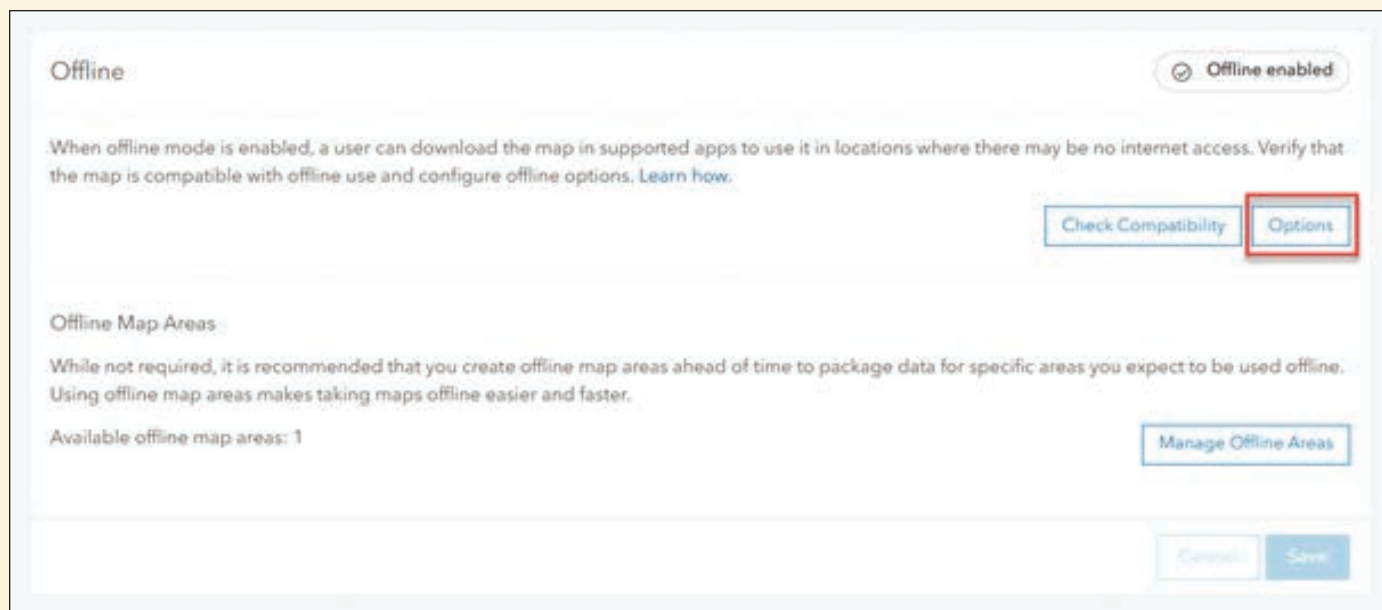 Offline
Offline enabled
When offline mode is enabled, a user can download the map in supported apps to use it in locations where there may be no internet access. Verify that
the map is compatible with offline use and configure offline options. Learn how.
Check Compatibility
Options
Offline Map Areas
While not required, it is recommended that you create offline map areas ahead of time to package data for specific areas you expect to be used offline.
Using offline map areas makes taking maps offline easier and faster.
Available offline map areas: 1
Manage Offline Areas
Cancel
Save